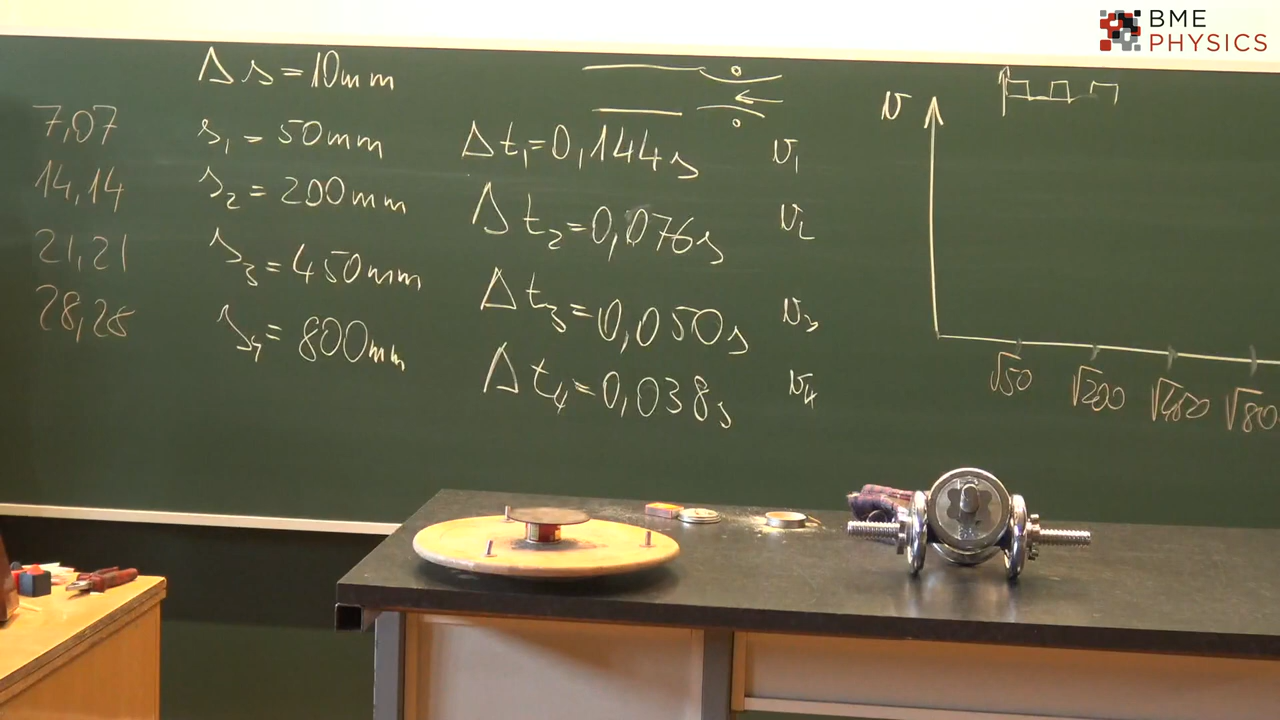 BME
PHYSICS
Δs = 10mm
7,07
s₁ = 50mm
Δt₁ = 0,144s
v₁
14,14
s₂ = 200mm
Δt₂ = 0,076s
v₂
21,21
s₃ = 450mm
Δt₃ = 0,050s
v₃
28,28
s₄ = 800mm
Δt₄ = 0,038s
v₄
v
√50 √200 √450 √80